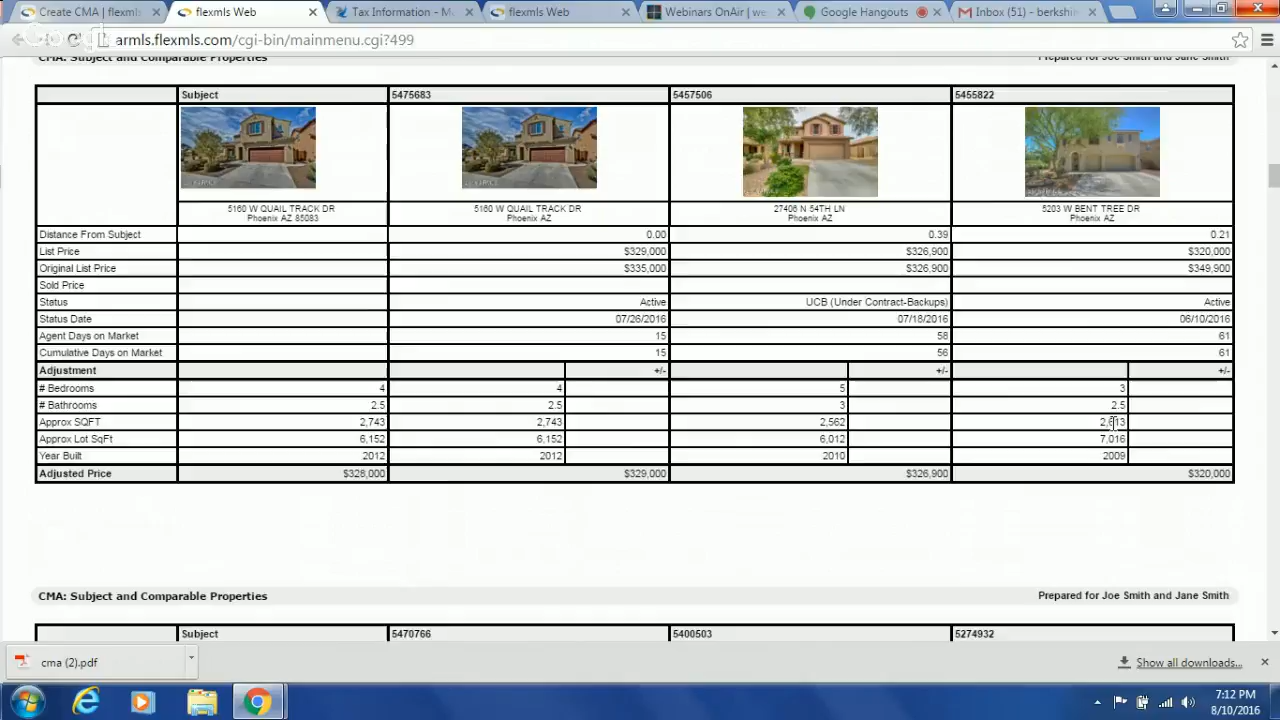 Create CMA | flexmls
flexmls Web
Tax Information - Mo
flexmls Web
Webinars OnAir | we
Google Hangouts
Inbox (51) - berkshir
armls.flexmls.com/cgi-bin/mainmenu.cgi?499
CMA: Subject and Comparable Properties Prepared for Joe Smith and Jane Smith
Subject 5475683 5457506 5455822
5160 W QUAIL TRACK DR 5160 W QUAIL TRACK DR 27406 N 54TH LN 5203 W BENT TREE DR
Phoenix AZ 85083 Phoenix AZ Phoenix AZ Phoenix AZ
Distance From Subject 0.00 0.39 0.21
List Price $329,000 $326,900 $320,000
Original List Price $335,000 $326,900 $349,900
Sold Price
Status Active UCB (Under Contract-Backups) Active
Status Date 07/26/2016 07/18/2016 06/10/2016
Agent Days on Market 15 58 61
Cumulative Days on Market 15 56 61
Adjustment +/- +/- +/-
# Bedrooms 4 4 5 3
# Bathrooms 2.5 2.5 3 2.5
Approx SQFT 2,743 2,743 2,562
Approx Lot SqFt 6,152 6,152 6,012 7,016
Year Built 2012 2012 2010 2009
Adjusted Price $328,000 $329,000 $326,900 $320,000
CMA: Subject and Comparable Properties Prepared for Joe Smith and Jane Smith
Subject 5470766 5400503 5274932
cma (2).pdf
Show all downloads...
7:12 PM
8/10/2016